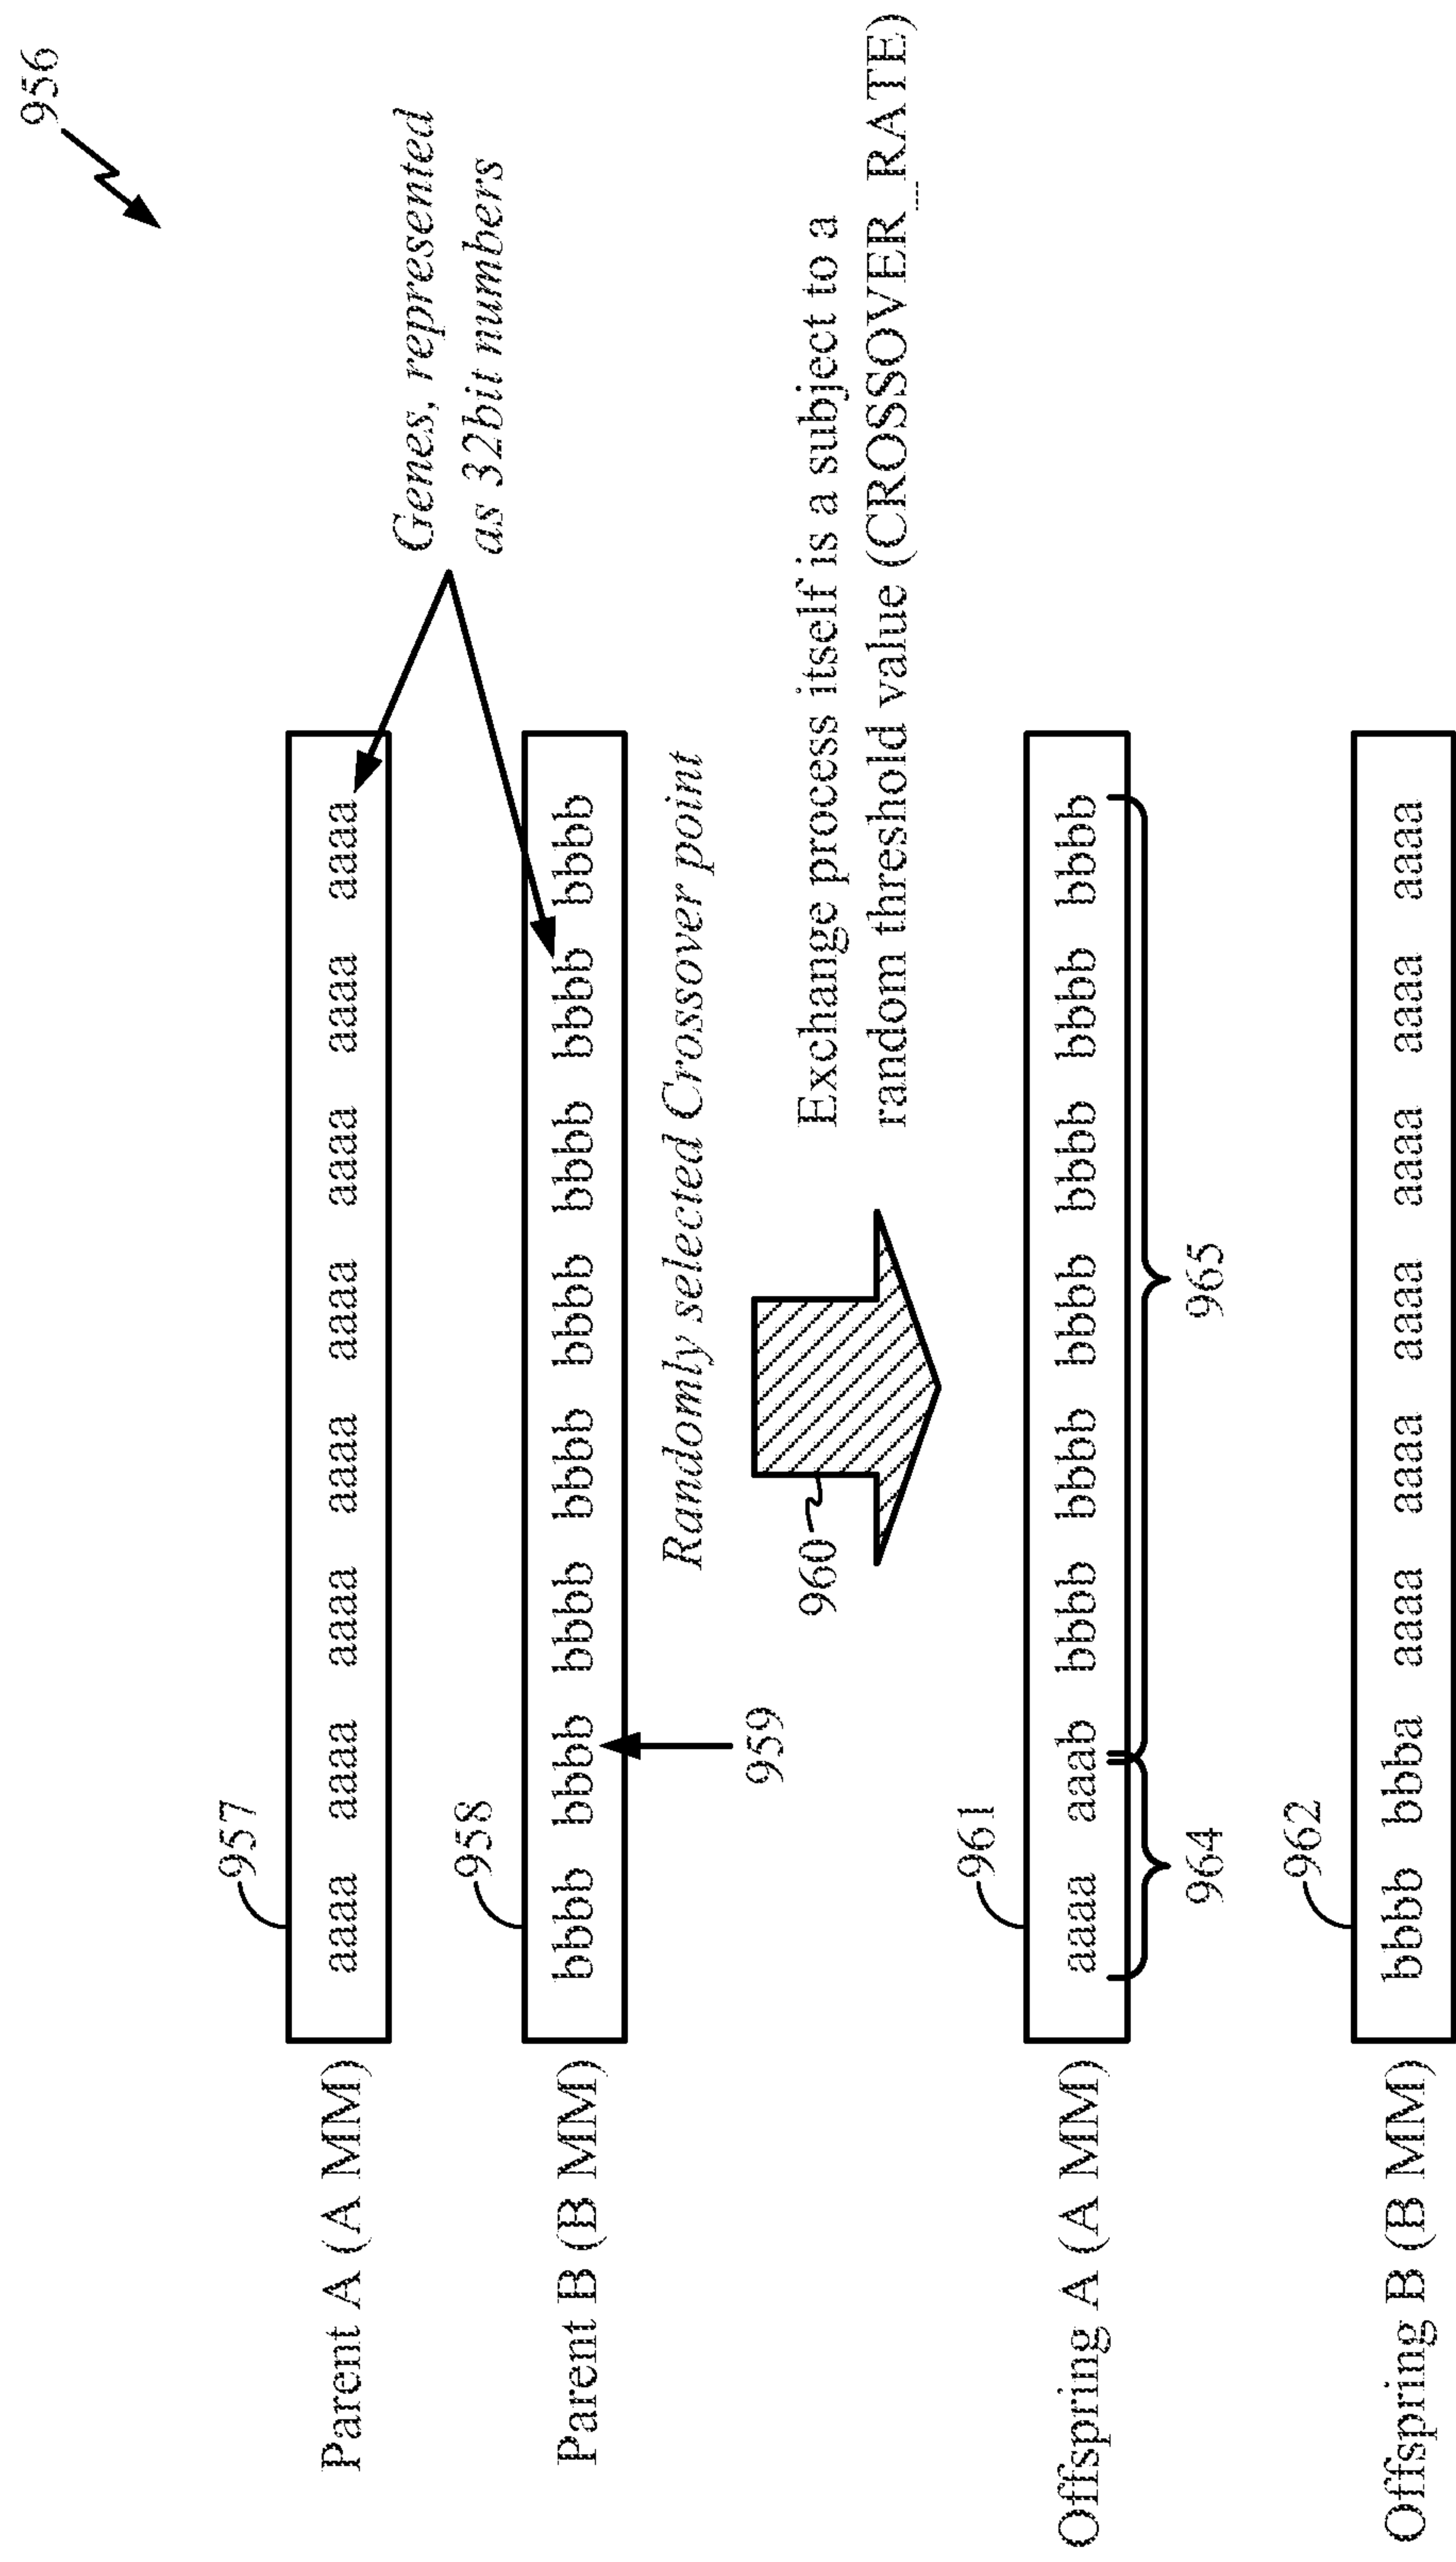 956
957
Parent A (A MM) aaaa aaaa aaaa aaaa aaaa aaaa aaaa aaaa
Genes, represented
as 32bit numbers
958
Parent B (B MM) bbbb bbbb bbbb bbbb bbbb bbbb bbbb bbbb
Randomly selected Crossover point
959
960
Exchange process itself is a subject to a
random threshold value (CROSSOVER_RATE)
961
Offspring A (A MM) aaaa aaab bbbb bbbb bbbb bbbb bbbb bbbb
964 965
962
Offspring B (B MM) bbbb bbba aaaa aaaa aaaa aaaa aaaa aaaa